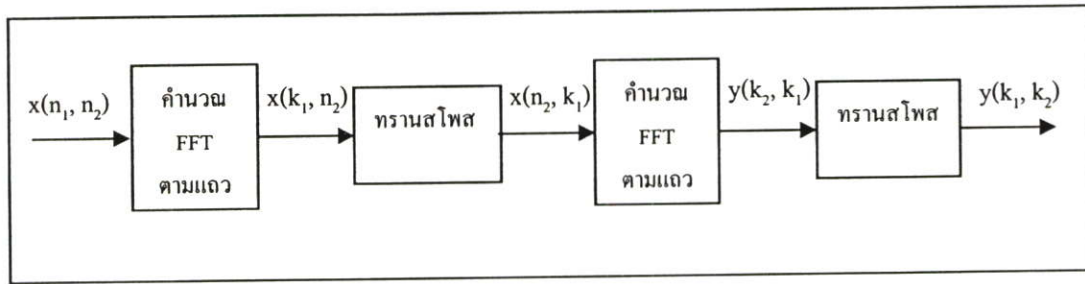 x(n₁, n₂)
คำนวณ
FFT
ตามแถว
x(k₁, n₂)
ทรานสโพส
x(n₂, k₁)
คำนวณ
FFT
ตามแถว
y(k₂, k₁)
ทรานสโพส
y(k₁, k₂)